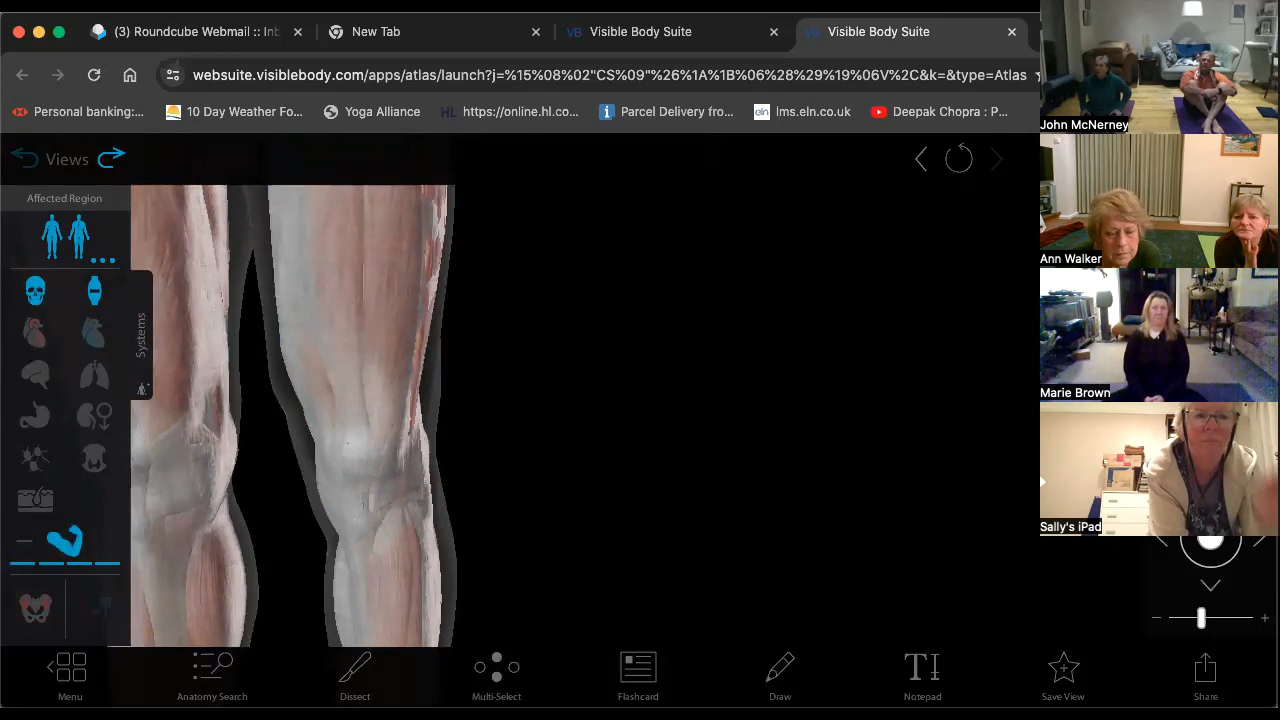 (3) Roundcube Webmail :: Inb
New Tab
Visible Body Suite
Visible Body Suite
websuite.visiblebody.com/apps/atlas/launch?j=%15%08%02"CS%09"%26%1A%1B%06%28%29%19%06V%2C&k=&type=Atlas
Personal banking:...
10 Day Weather Fo...
Yoga Alliance
HL https://online.hl.co...
Parcel Delivery fro...
eln lms.eln.co.uk
Deepak Chopra : P...
Views
Affected Region
Systems
Menu
Anatomy Search
Dissect
Multi-Select
Flashcard
Draw
Notepad
Save View
Share
John McNerney
Ann Walker
Marie Brown
Sally's iPad